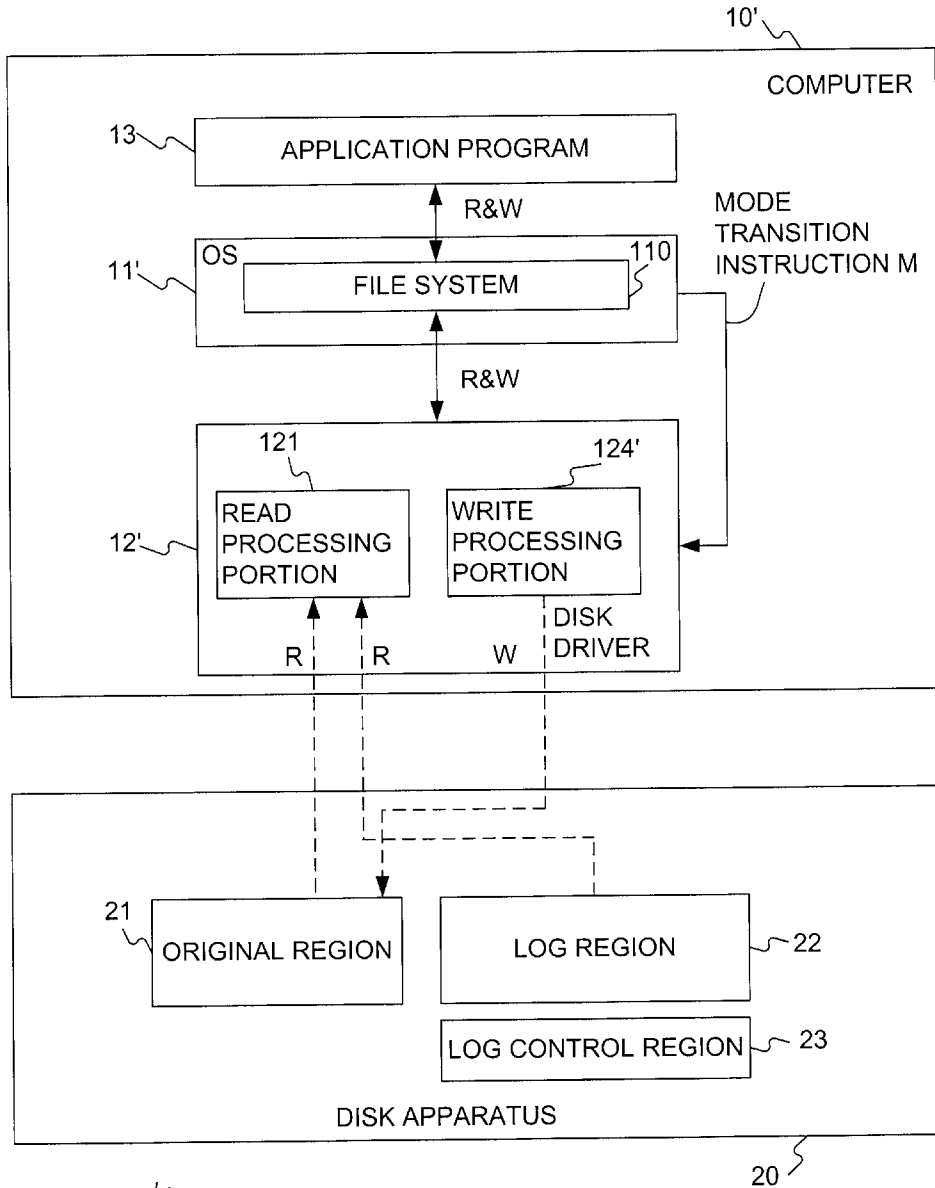 10'
COMPUTER
13
APPLICATION PROGRAM
R&W
MODE
TRANSITION
INSTRUCTION M
OS
110
11'
FILE SYSTEM
R&W
121
124'
READ
PROCESSING
PORTION
WRITE
PROCESSING
PORTION
12'
DISK
DRIVER
R
R
W
21
ORIGINAL REGION
LOG REGION
22
LOG CONTROL REGION
23
DISK APPARATUS
20